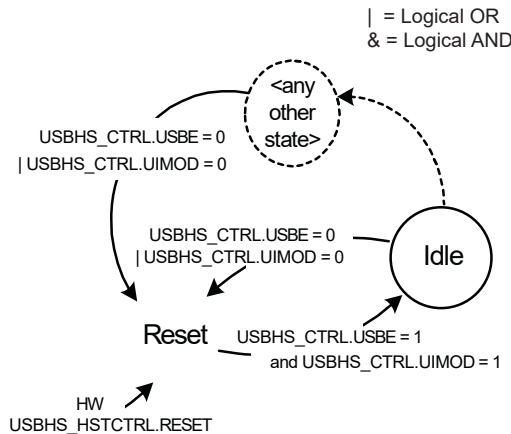 | = Logical OR
& = Logical AND
<any
other
state>
USBHS_CTRL.USBE = 0
| USBHS_CTRL.UIMOD = 0
USBHS_CTRL.USBE = 0
| USBHS_CTRL.UIMOD = 0
Idle
Reset
USBHS_CTRL.USBE = 1
and USBHS_CTRL.UIMOD = 1
HW
USBHS_HSTCTRL.RESET